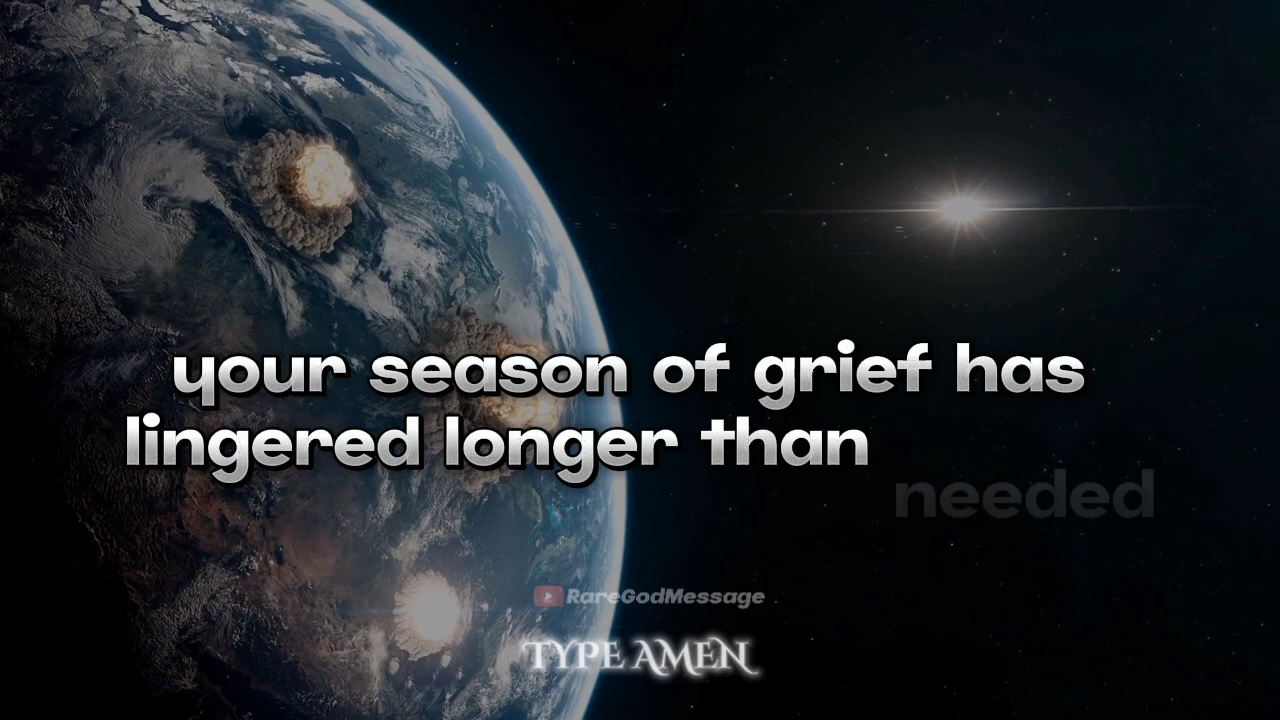 your season of grief has
lingered longer than
needed
RareGodMessage
TYPE AMEN